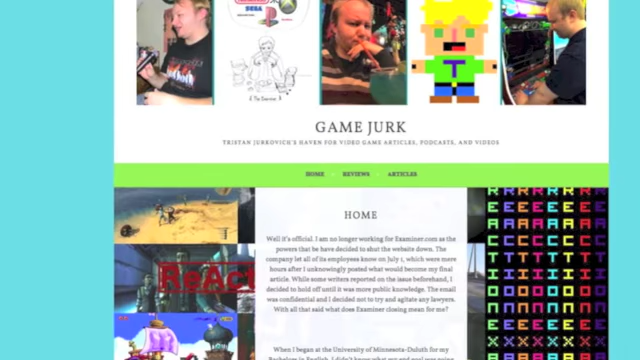 SEGA
GAME JURK
TRISTAN JURKOVICH'S HAVEN FOR VIDEO GAME ARTICLES, PODCASTS, AND VIDEOS
HOME REVIEWS ARTICLES
HOME
Well it's official. I am no longer working for Examiner.com as the
powers that be have decided to shut the website down. The
company let all of its employees know on July 1, which were mere
hours after I unknowingly posted what would become my final
article. While some writers reported on the issue beforehand, I
decided to hold off until it was more public knowledge. The email
was confidential and I decided not to try and agitate any lawyers.
With all that said what does Examiner closing mean for me?
When I began at the University of Minnesota-Duluth for my
T
ReAct